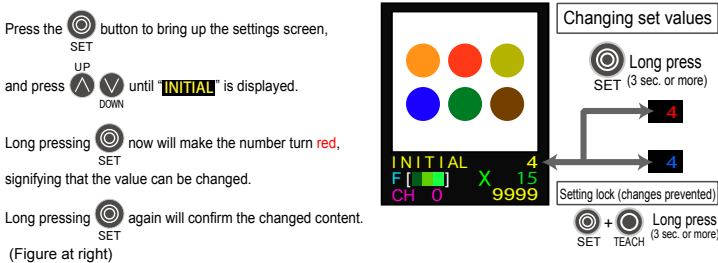 Press the SET button to bring up the settings screen,
UP
and press DOWN until "INITIAL" is displayed.
Long pressing SET now will make the number turn red,
signifying that the value can be changed.
Long pressing SET again will confirm the changed content.
(Figure at right)
INITIAL 4
F [ ] X 15
CH 0 9999
Changing set values
SET Long press
(3 sec. or more)
4
4
Setting lock (changes prevented)
SET + TEACH Long press
(3 sec. or more)